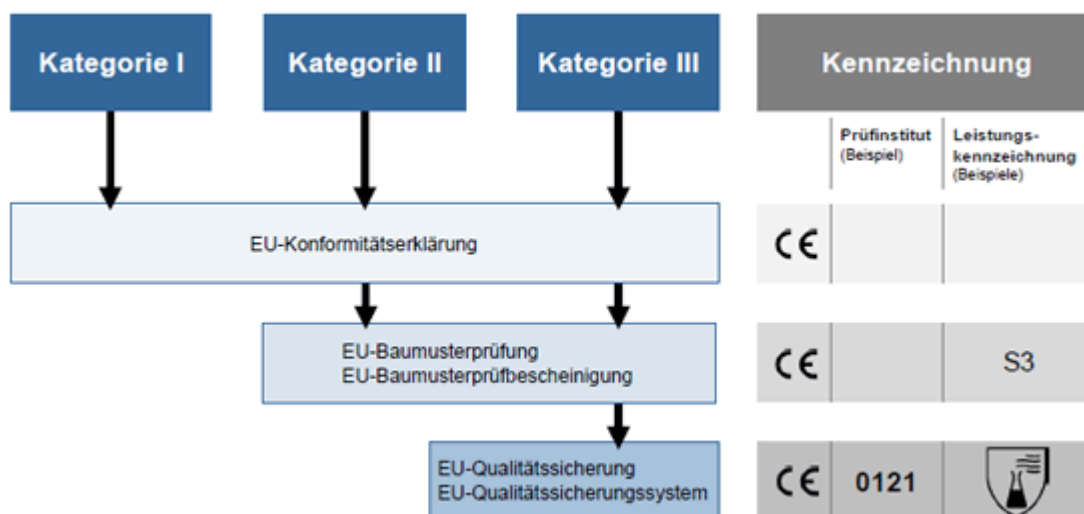 Kategorie I
Kategorie II
Kategorie III
Kennzeichnung
Prüfinstitut
(Beispiel)
Leistungs-
kennzeichnung
(Beispiele)
EU-Konformitätserklärung
CE
EU-Baumusterprüfung
EU-Baumusterprüfbescheinigung
CE
S3
EU-Qualitätssicherung
EU-Qualitätssicherungssystem
CE
0121